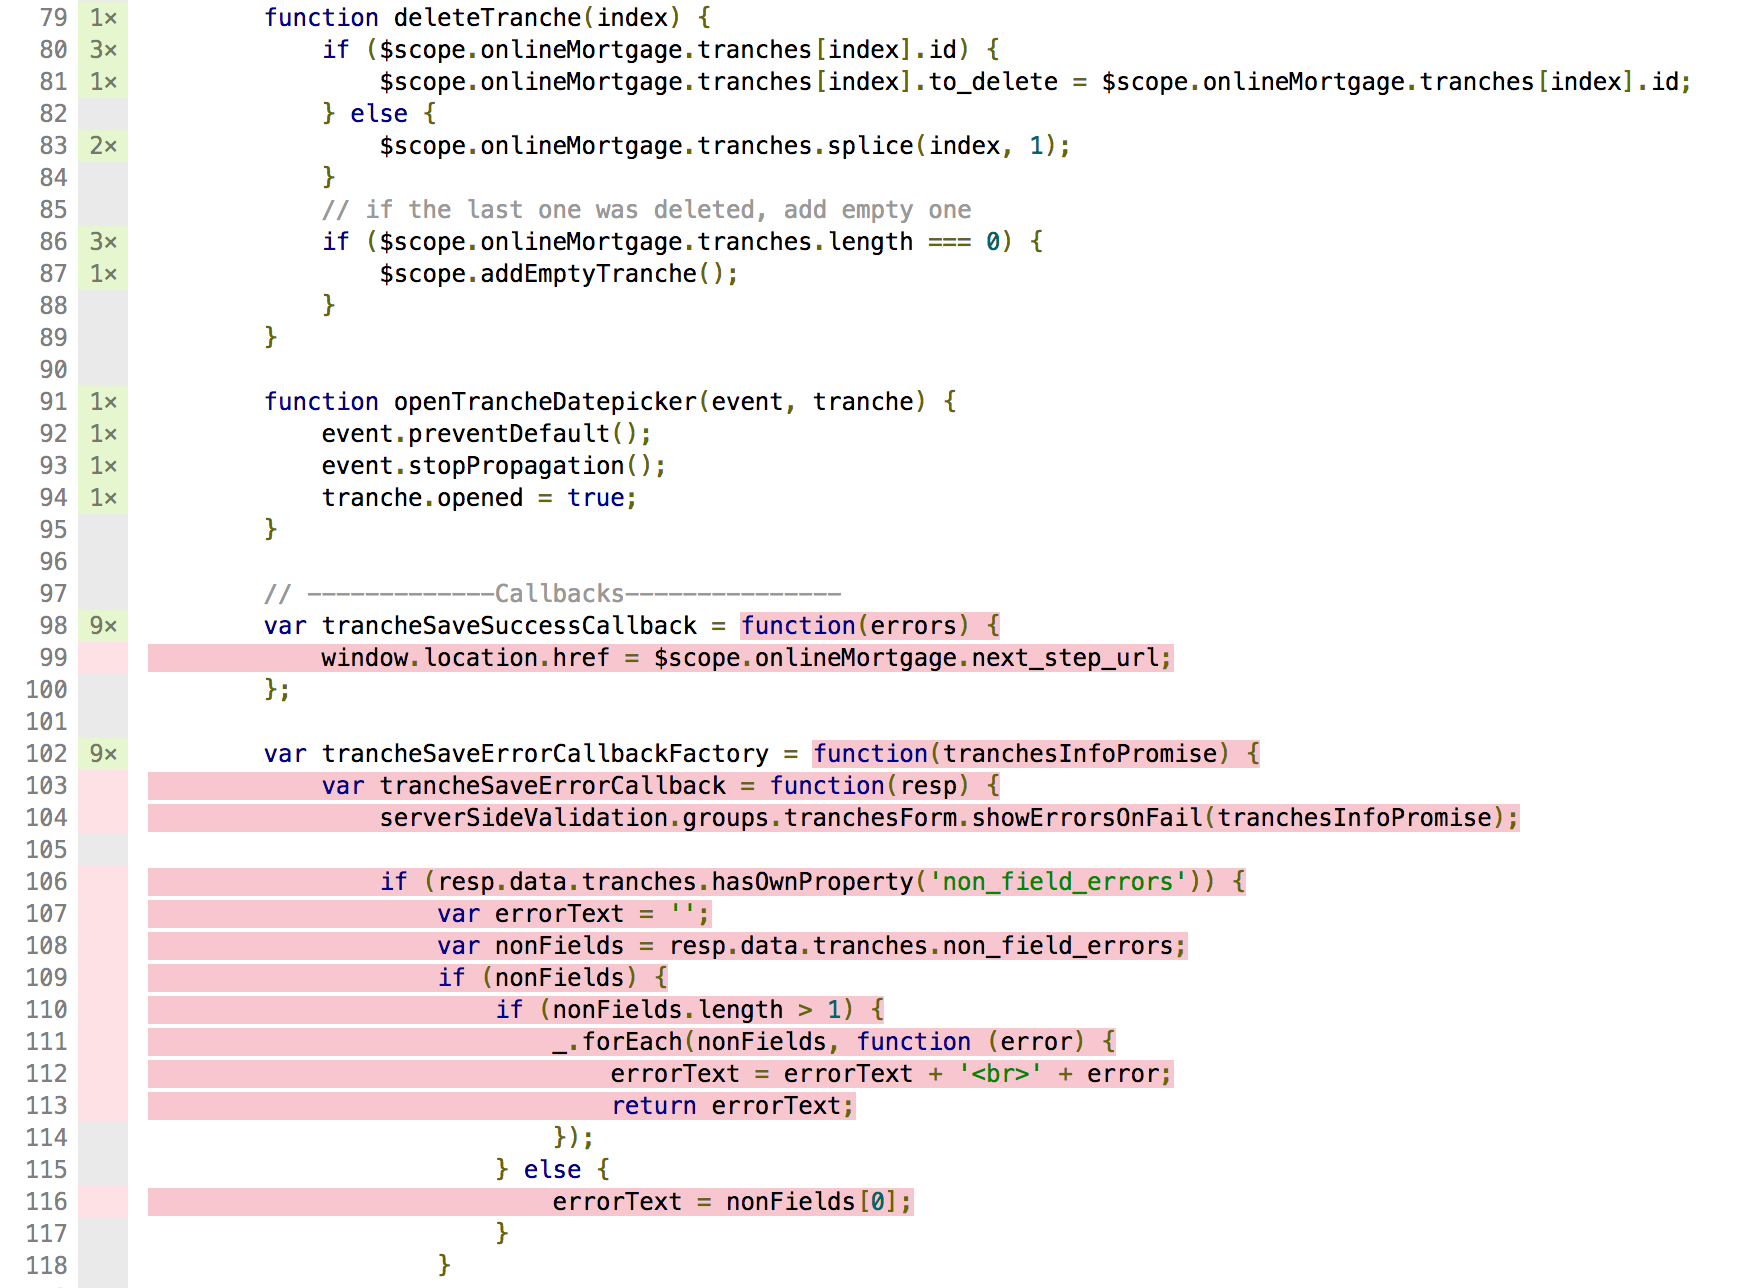 79 1× function deleteTranche(index) {
80 3× if ($scope.onlineMortgage.tranches[index].id) {
81 1× $scope.onlineMortgage.tranches[index].to_delete = $scope.onlineMortgage.tranches[index].id;
82 } else {
83 2× $scope.onlineMortgage.tranches.splice(index, 1);
84 }
85 // if the last one was deleted, add empty one
86 3× if ($scope.onlineMortgage.tranches.length === 0) {
87 1× $scope.addEmptyTranche();
88 }
89 }
90
91 1× function openTrancheDatepicker(event, tranche) {
92 1× event.preventDefault();
93 1× event.stopPropagation();
94 1× tranche.opened = true;
95 }
96
97 // -------------Callbacks---------------
98 9× var trancheSaveSuccessCallback = function(errors) {
99 window.location.href = $scope.onlineMortgage.next_step_url;
100 };
101
102 9× var trancheSaveErrorCallbackFactory = function(tranchesInfoPromise) {
103 var trancheSaveErrorCallback = function(resp) {
104 serverSideValidation.groups.tranchesForm.showErrorsOnFail(tranchesInfoPromise);
105
106 if (resp.data.tranches.hasOwnProperty('non_field_errors')) {
107 var errorText = '';
108 var nonFields = resp.data.tranches.non_field_errors;
109 if (nonFields) {
110 if (nonFields.length > 1) {
111 _.forEach(nonFields, function (error) {
112 errorText = errorText + '<br>' + error;
113 return errorText;
114 });
115 } else {
116 errorText = nonFields[0];
117 }
118 }